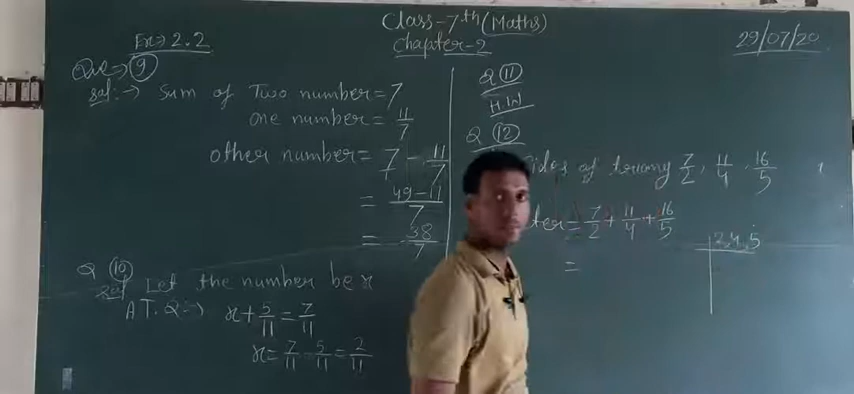 Class-7th (Maths)
Chapter-2
29/07/20
Ex⇒2.2
Que⇒(9)
Sol:→ Sum of Two number = 7
one number = 11/7
other number = 7 - 11/7
= 49-11/7
= 38/7
Q (10)
Sol Let the number be x
A T. Q:→ x + 5/11 = 7/11
x = 7/11 - 5/11 = 2/11
Q (11)
H.W
Q (12)
of 7/2, 11/4, 16/5
= 7/2 + 11/4 + 16/5
=
2,4,5